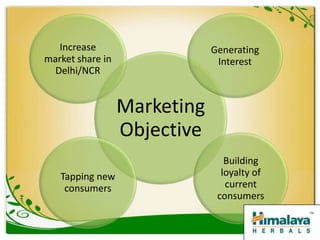 Increase
market share in
Delhi/NCR
Generating
Interest
Marketing
Objective
Tapping new
consumers
Building
loyalty of
current
consumers
Himalaya
HERBALS